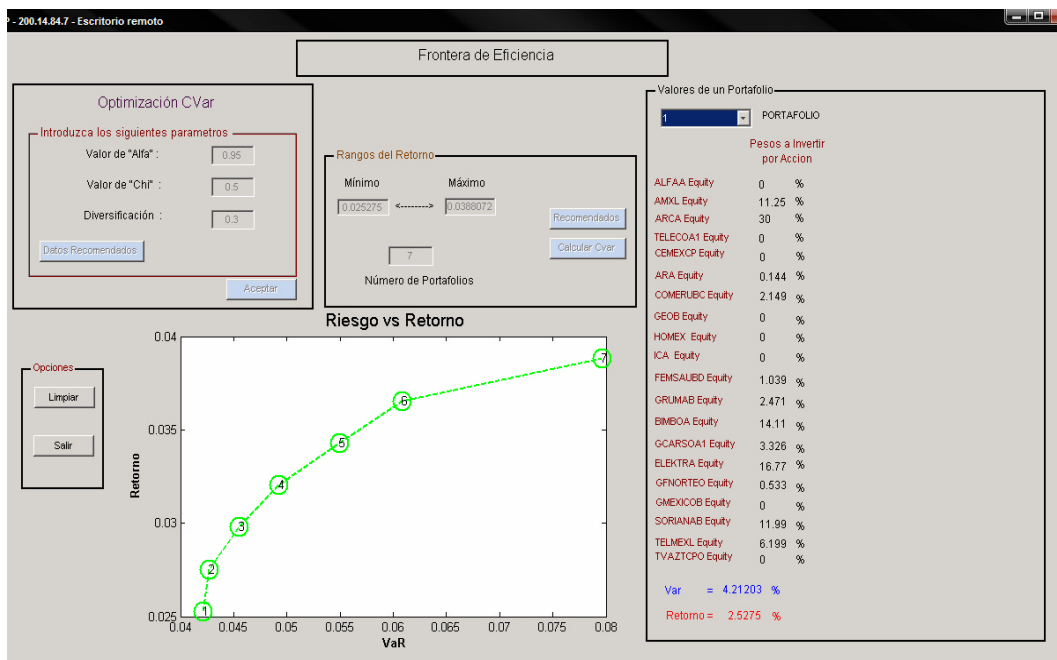 P - 200.14.84.7 - Escritorio remoto
Frontera de Eficiencia
Optimización CVar
Introduzca los siguientes parametros
Valor de "Alfa" : 0.95
Valor de "Chi" : 0.5
Diversificación : 0.3
Datos Recomendados
Aceptar
Rangos del Retorno
Mínimo Máximo
0.025275 <--------> 0.0388072
Recomendados
Calcular Cvar
7
Número de Portafolios
Opciones
Limpiar
Salir
Riesgo vs Retorno
Retorno
0.04
0.035
0.03
0.025
1
2
3
4
5
6
7
0.04 0.045 0.05 0.055 0.06 0.065 0.07 0.075 0.08
VaR
Valores de un Portafolio
1 PORTAFOLIO
Pesos a Invertir
por Accion
ALFAA Equity 0 %
AMXL Equity 11.25 %
ARCA Equity 30 %
TELECOA1 Equity 0 %
CEMEXCP Equity 0 %
ARA Equity 0.144 %
COMERUBC Equity 2.149 %
GEOB Equity 0 %
HOMEX Equity 0 %
ICA Equity 0 %
FEMSAUBD Equity 1.039 %
GRUMAB Equity 2.471 %
BIMBOA Equity 14.11 %
GCARSOA1 Equity 3.326 %
ELEKTRA Equity 16.77 %
GFNORTEO Equity 0.533 %
GMEXICOB Equity 0 %
SORIANAB Equity 11.99 %
TELMEXL Equity 6.199 %
TVAZTCPO Equity 0 %
Var = 4.21203 %
Retorno = 2.5275 %